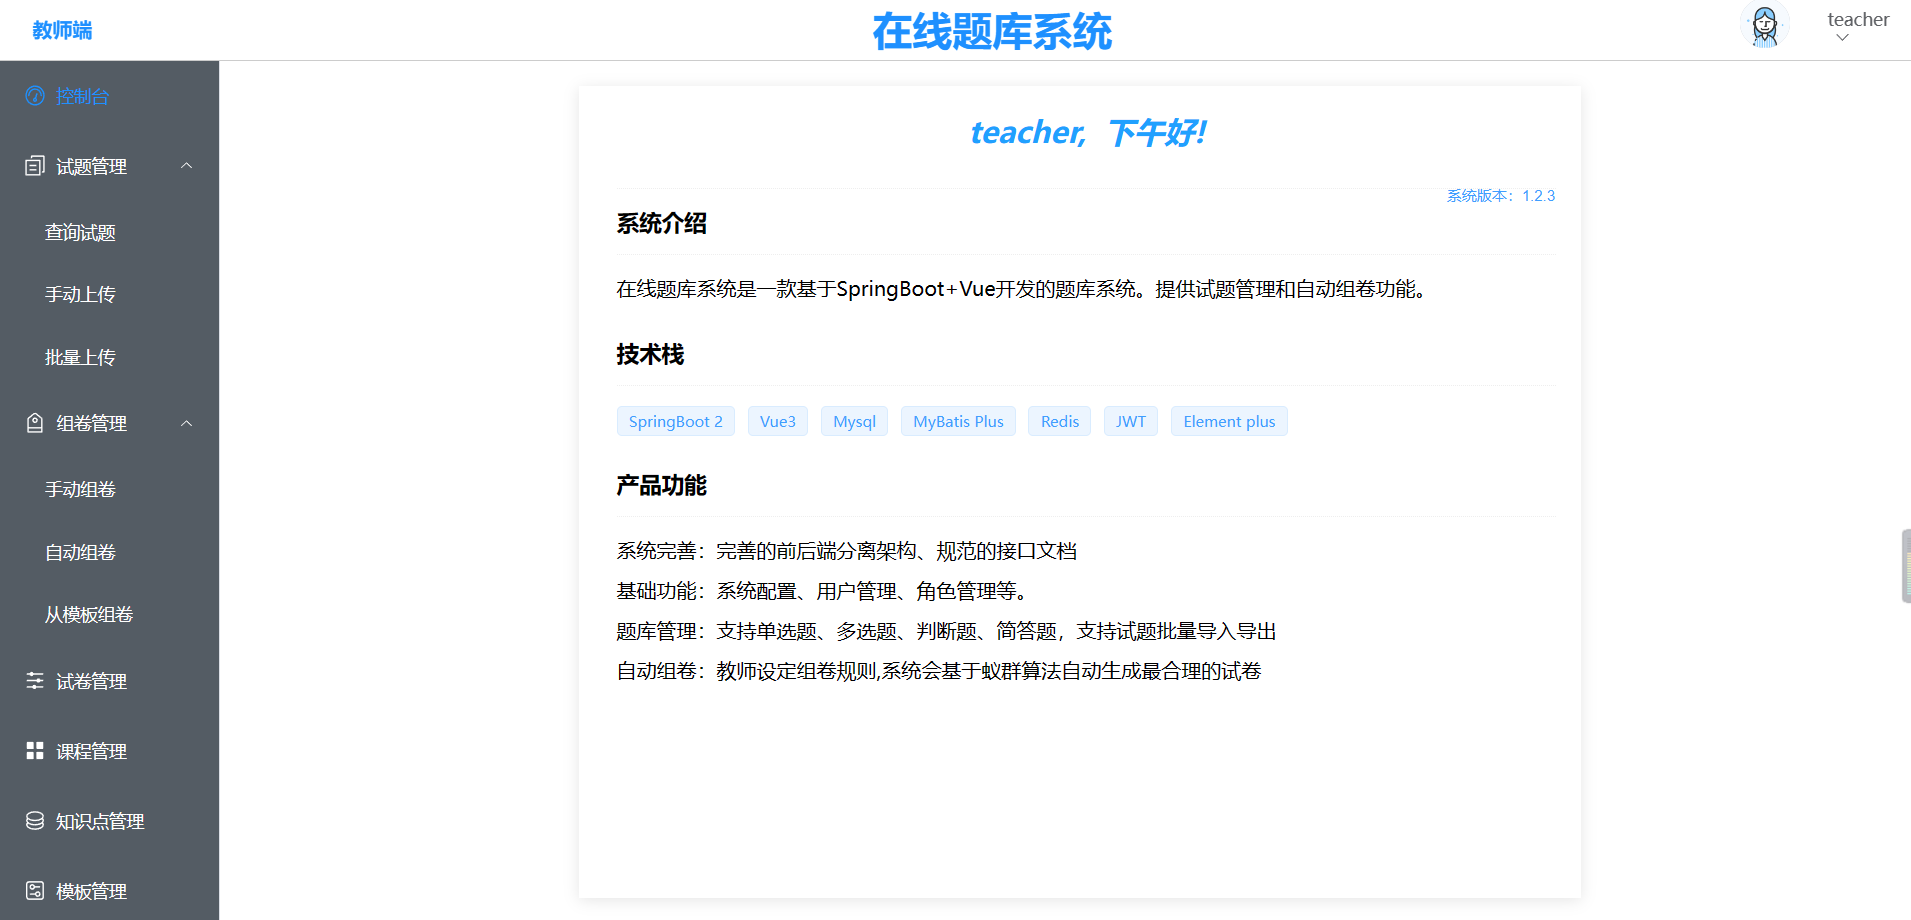 教师端
在线题库系统
teacher
控制台
试题管理
查询试题
手动上传
批量上传
组卷管理
手动组卷
自动组卷
从模板组卷
试卷管理
课程管理
知识点管理
模板管理
teacher, 下午好!
系统版本：1.2.3
系统介绍
在线题库系统是一款基于SpringBoot+Vue开发的题库系统。提供试题管理和自动组卷功能。
技术栈
SpringBoot 2 Vue3 Mysql MyBatis Plus Redis JWT Element plus
产品功能
系统完善：完善的前后端分离架构、规范的接口文档
基础功能：系统配置、用户管理、角色管理等。
题库管理：支持单选题、多选题、判断题、简答题，支持试题批量导入导出
自动组卷：教师设定组卷规则,系统会基于蚁群算法自动生成最合理的试卷